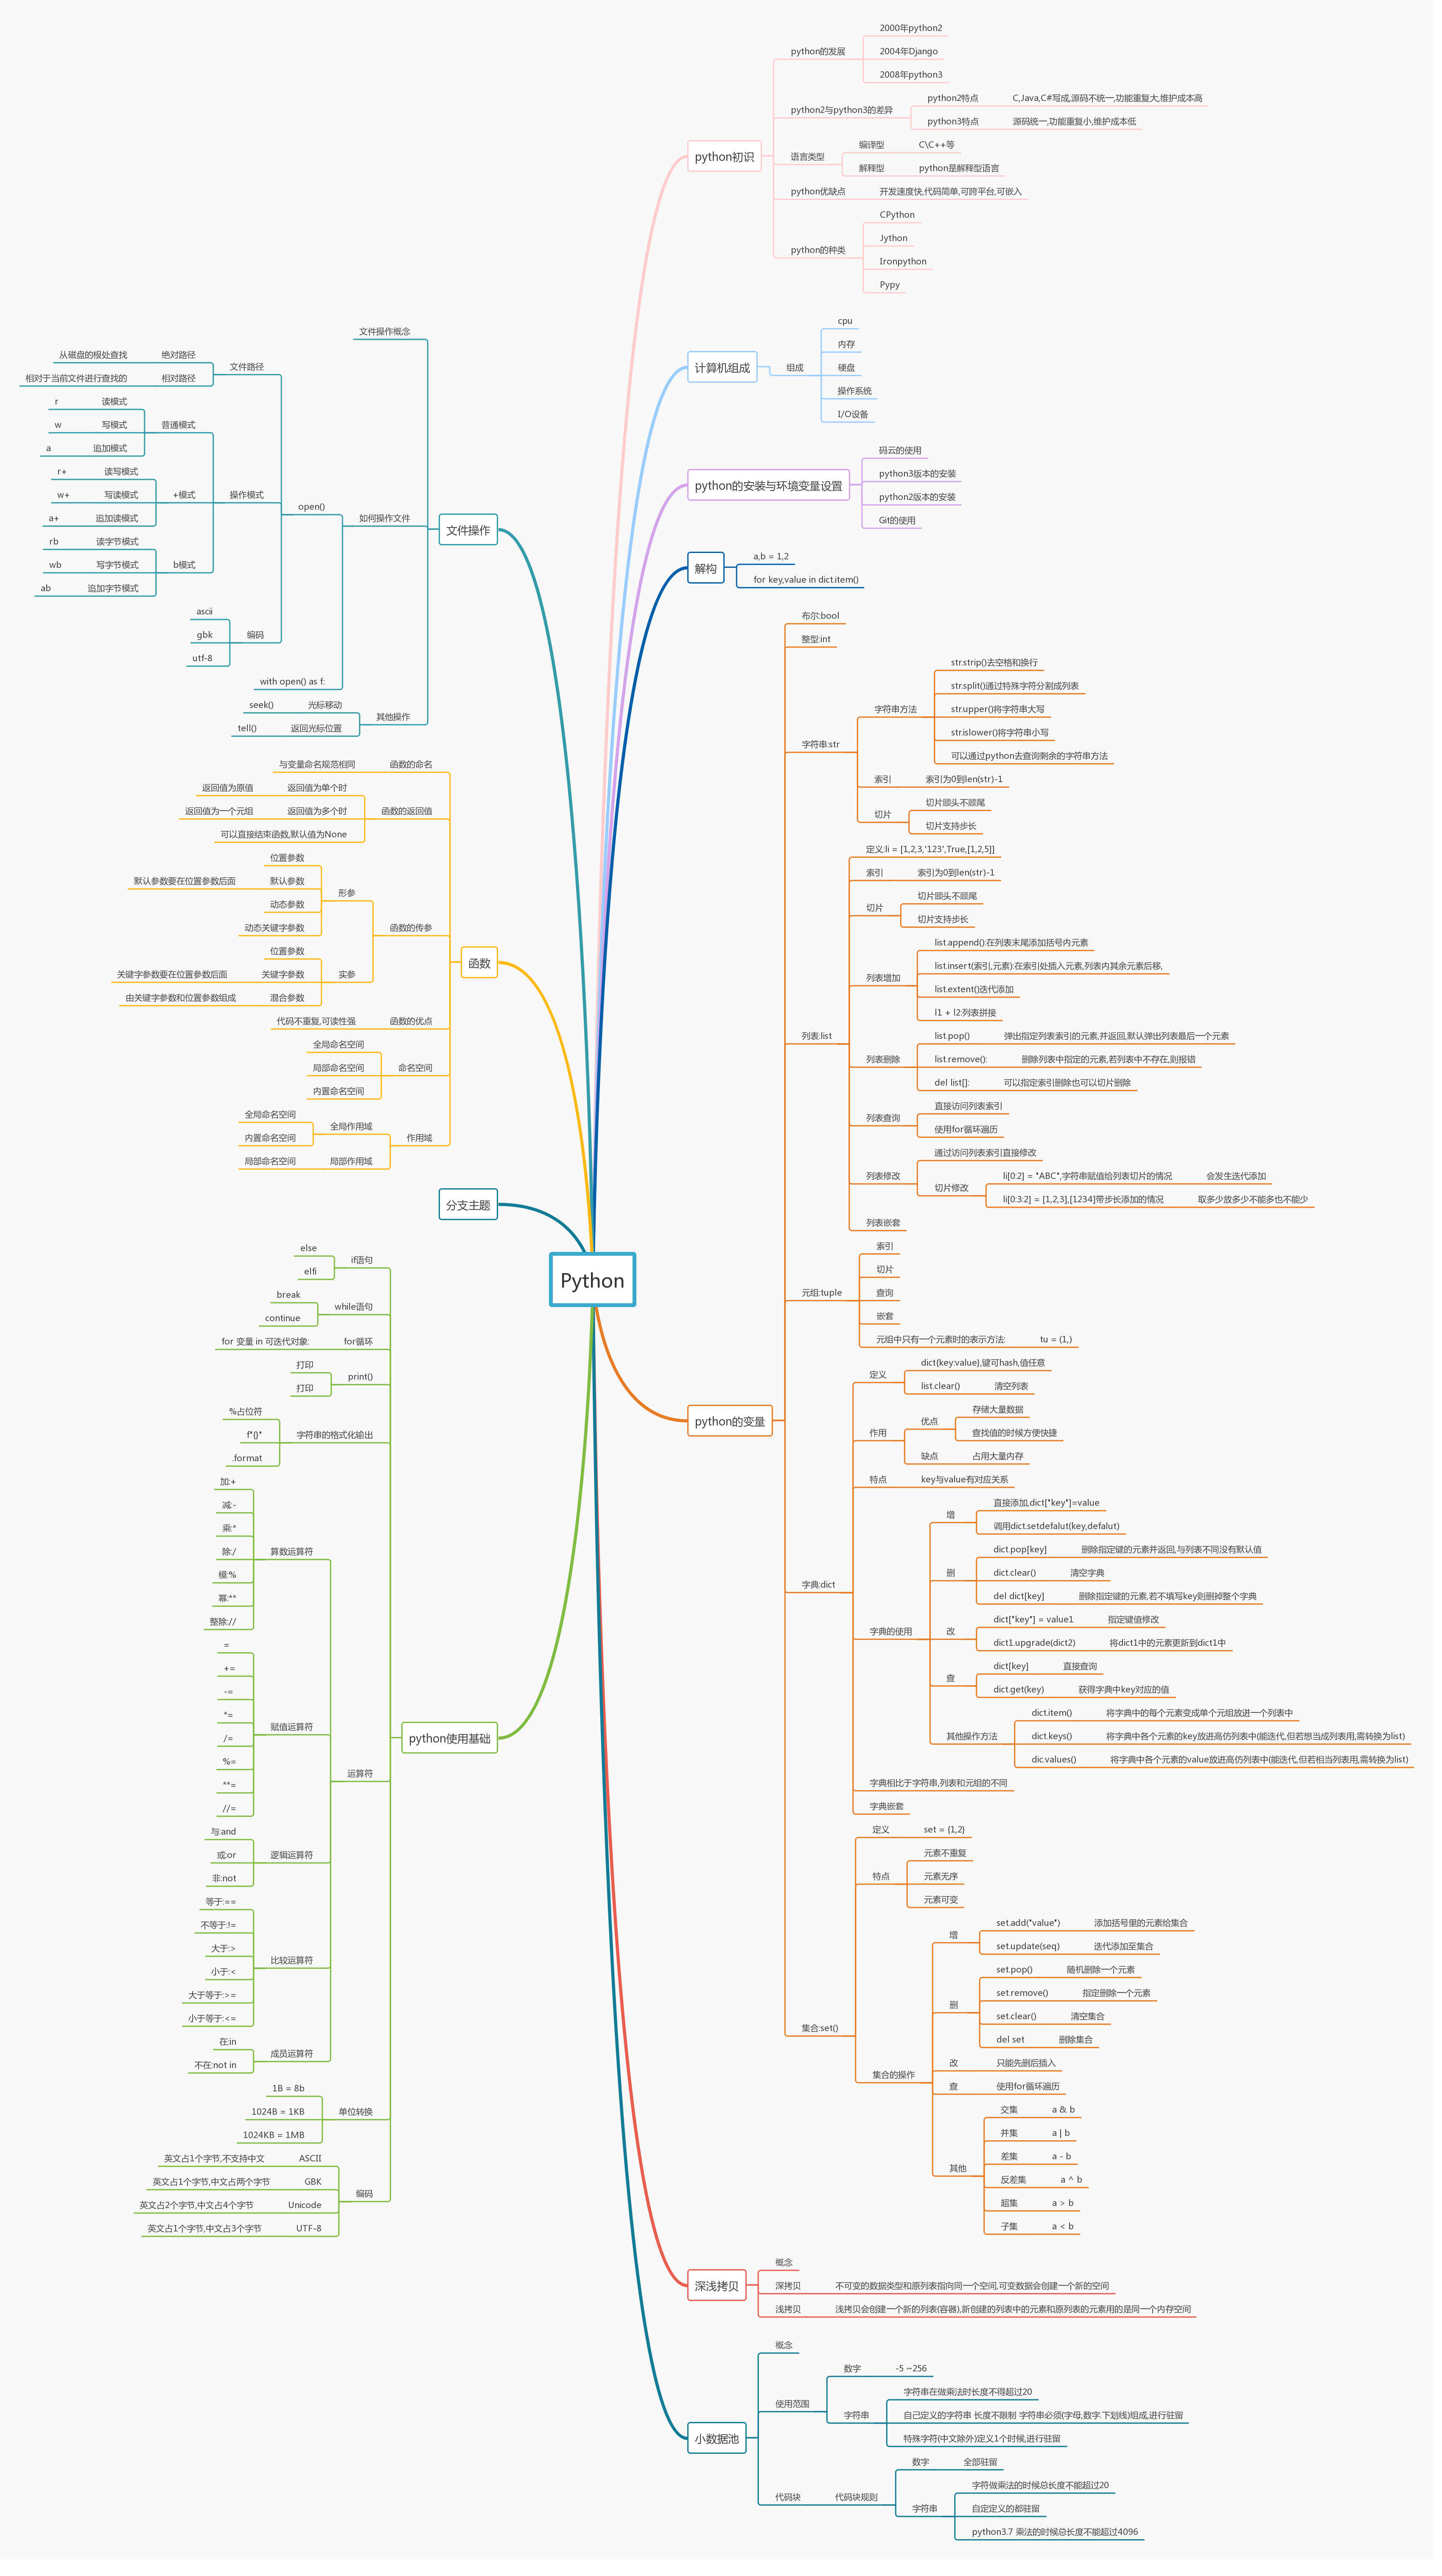 Python
python初识
python的发展
2000年python2
2004年Django
2008年python3
python2与python3的差异
python2特点 C,Java,C#写成,源码不统一,功能重复大,维护成本高
python3特点 源码统一,功能重复小,维护成本低
语言类型
编译型 C\C++等
解释型 python是解释型语言
python优缺点 开发速度快,代码简单,可跨平台,可嵌入
python的种类
CPython
Jython
Ironpython
Pypy
计算机组成
组成
cpu
内存
硬盘
操作系统
I/O设备
python的安装与环境变量设置
码云的使用
python3版本的安装
python2版本的安装
Git的使用
解构
a,b = 1,2
for key,value in dict.item()
python的变量
布尔:bool
整型:int
字符串:str
字符串方法
str.strip()去空格和换行
str.split()通过特殊字符分割成列表
str.upper()将字符串大写
str.islower()将字符串小写
可以通过python去查询剩余的字符串方法
索引 索引为0到len(str)-1
切片
切片顾头不顾尾
切片支持步长
列表:list
定义:li = [1,2,3,'123',True,[1,2,5]]
索引 索引为0到len(str)-1
切片
切片顾头不顾尾
切片支持步长
列表增加
list.append():在列表末尾添加括号内元素
list.insert(索引,元素):在索引处插入元素,列表内其余元素后移,
list.extent()迭代添加
l1 + l2:列表拼接
列表删除
list.pop() 弹出指定列表索引的元素,并返回,默认弹出列表最后一个元素
list.remove(): 删除列表中指定的元素,若列表中不存在,则报错
del list[]: 可以指定索引删除也可以切片删除
列表查询
直接访问列表索引
使用for循环遍历
列表修改
通过访问列表索引直接修改
切片修改
li[0:2] = "ABC",字符串赋值给列表切片的情况 会发生迭代添加
li[0:3:2] = [1,2,3],[1234]带步长添加的情况 取多少放多少不能多也不能少
列表嵌套
元组:tuple
索引
切片
查询
嵌套
元组中只有一个元素时的表示方法: tu = (1,)
字典:dict
定义
dict{key:value},键可hash,值任意
list.clear() 清空列表
作用
优点
存储大量数据
查找值的时候方便快捷
缺点 占用大量内存
特点 key与value有对应关系
字典的使用
增
直接添加,dict["key"]=value
调用dict.setdefalut(key,defalut)
删
dict.pop[key] 删除指定键的元素并返回,与列表不同没有默认值
dict.clear() 清空字典
del dict[key] 删除指定键的元素,若不填写key则删掉整个字典
改
dict["key"] = value1 指定键值修改
dict1.upgrade(dict2) 将dict1中的元素更新到dict1中
查
dict[key] 直接查询
dict.get(key) 获得字典中key对应的值
其他操作方法
dict.item() 将字典中的每个元素变成单个元组放进一个列表中
dict.keys() 将字典中各个元素的key放进高仿列表中(能迭代,但若想当成列表用,需转换为list)
dic.values() 将字典中各个元素的value放进高仿列表中(能迭代,但若相当列表用,需转换为list)
字典相比于字符串,列表和元组的不同
字典嵌套
集合:set()
定义 set = {1,2}
特点
元素不重复
元素无序
元素可变
集合的操作
增
set.add("value") 添加括号里的元素给集合
set.update(seq) 迭代添加至集合
删
set.pop() 随机删除一个元素
set.remove() 指定删除一个元素
set.clear() 清空集合
del set 删除集合
改 只能先删后插入
查 使用for循环遍历
其他
交集 a & b
并集 a | b
差集 a - b
反差集 a ^ b
超集 a > b
子集 a < b
深浅拷贝
概念
深拷贝 不可变的数据类型和原列表指向同一个空间,可变数据会创建一个新的空间
浅拷贝 浅拷贝会创建一个新的列表(容器),新创建的列表中的元素和原列表的元素用的是同一个内存空间
小数据池
概念
使用范围
数字 -5 ~256
字符串
字符串在做乘法时长度不得超过20
自己定义的字符串 长度不限制 字符串必须(字母,数字.下划线)组成,进行驻留
特殊字符(中文除外)定义1个时候,进行驻留
代码块 代码块规则
数字 全部驻留
字符串
字符做乘法的时候总长度不能超过20
自定定义的都驻留
python3.7 乘法的时候总长度不能超过4096
文件操作
文件操作概念
如何操作文件
open()
文件路径
绝对路径 从磁盘的根处查找
相对路径 相对于当前文件进行查找的
操作模式
普通模式
读模式 r
写模式 w
追加模式 a
+模式
读写模式 r+
写读模式 w+
追加读模式 a+
b模式
读字节模式 rb
写字节模式 wb
追加字节模式 ab
编码
ascii
gbk
utf-8
with open() as f:
其他操作
光标移动 seek()
返回光标位置 tell()
函数
函数的命名 与变量命名规范相同
函数的返回值
返回值为单个时 返回值为原值
返回值为多个时 返回值为一个元组
可以直接结束函数,默认值为None
函数的传参
形参
位置参数
默认参数 默认参数要在位置参数后面
动态参数
动态关键字参数
实参
位置参数
关键字参数 关键字参数要在位置参数后面
混合参数 由关键字参数和位置参数组成
函数的优点 代码不重复,可读性强
命名空间
全局命名空间
局部命名空间
内置命名空间
作用域
全局作用域
全局命名空间
内置命名空间
局部作用域 局部命名空间
分支主题
python使用基础
if语句
else
elfi
while语句
break
continue
for循环 for 变量 in 可迭代对象:
print()
打印
打印
字符串的格式化输出
%占位符
f"{}"
.format
运算符
算数运算符
加:+
减:-
乘:*
除:/
模:%
幂:**
整除://
赋值运算符
=
+=
-=
*=
/=
%=
**=
//=
逻辑运算符
与:and
或:or
非:not
比较运算符
等于:==
不等于:!=
大于:>
小于:<
大于等于:>=
小于等于:<=
成员运算符
在:in
不在:not in
单位转换
1B = 8b
1024B = 1KB
1024KB = 1MB
编码
ASCII 英文占1个字节,不支持中文
GBK 英文占1个字节,中文占两个字节
Unicode 英文占2个字节,中文占4个字节
UTF-8 英文占1个字节,中文占3个字节